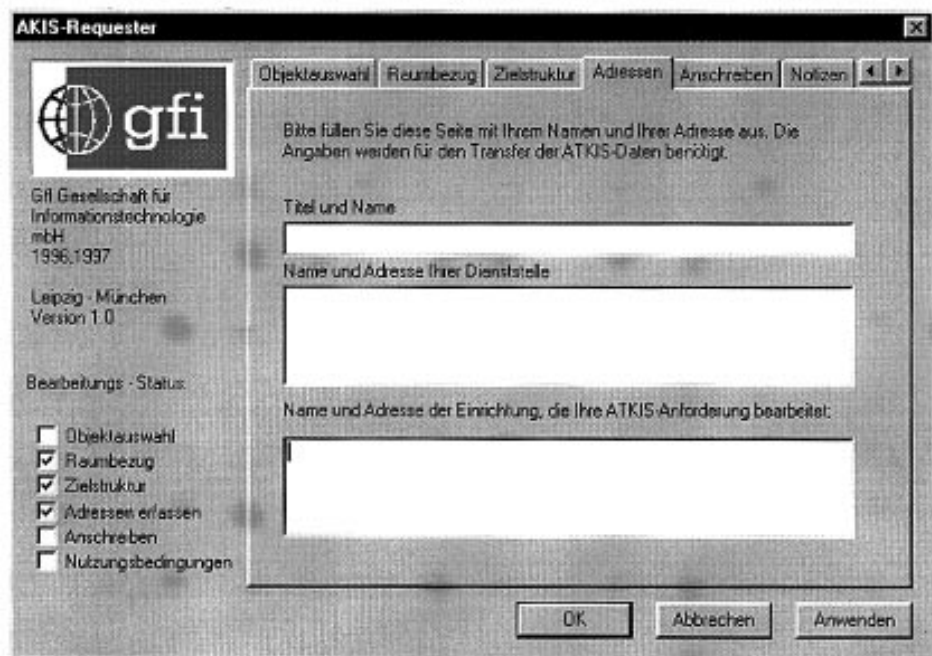 AKIS-Requester
gfi
GfI Gesellschaft für
Informationstechnologie
mbH
1996,1997
Leipzig - München
Version 1.0
Bearbeitungs - Status:
Objektauswahl
Raumbezug
Zielstruktur
Adressen erfassen
Anschreiben
Nutzungsbedingungen
Objektauswahl Raumbezug Zielstruktur Adressen Anschreiben Notizen
Bitte füllen Sie diese Seite mit Ihrem Namen und Ihrer Adresse aus. Die
Angaben werden für den Transfer der ATKIS-Daten benötigt.
Titel und Name
Name und Adresse Ihrer Dienststelle
Name und Adresse der Einrichtung, die Ihre ATKIS-Anforderung bearbeitet:
OK Abbrechen Anwenden